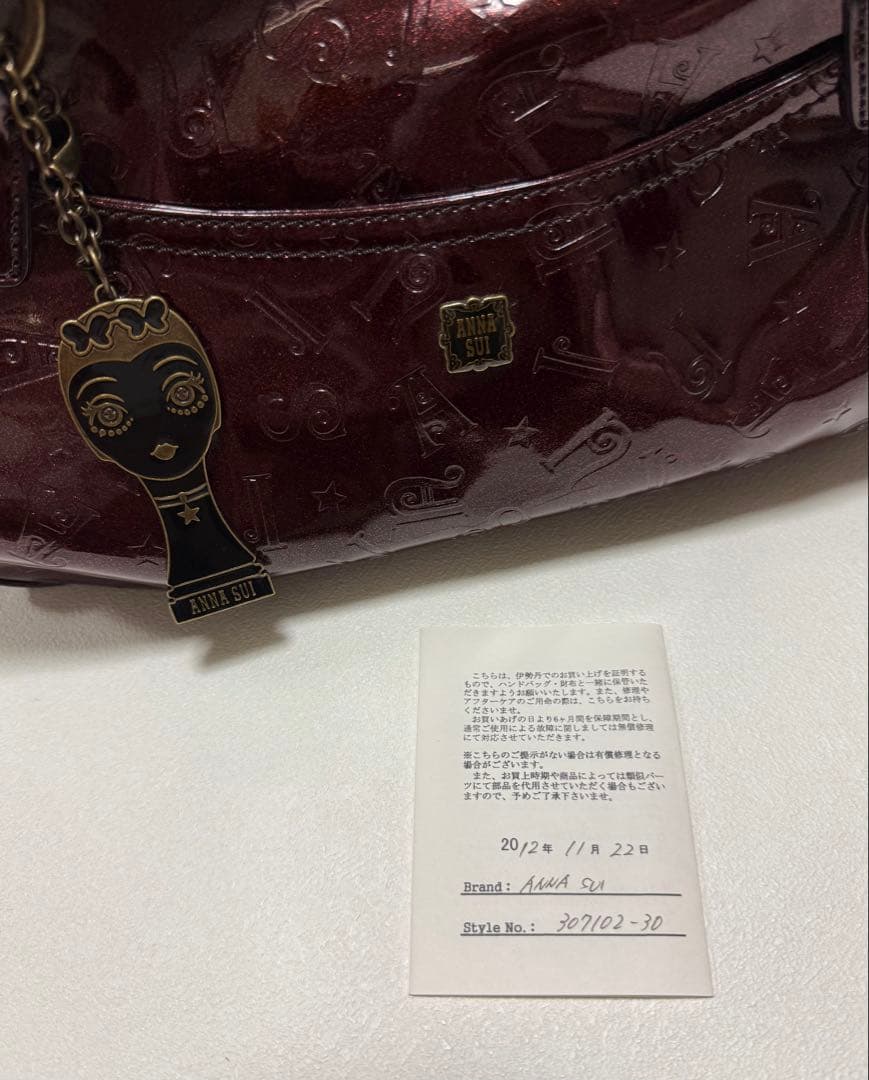 ANNA
SUI
ANNA SUI
こちらは、伊勢丹でのお買い上げを証明する
もので、ハンドバッグ・財布と一緒に保管いた
だきますようお願いいたします。また、修理や
アフターケアのご用命の際は、こちらをお持ち
くださいませ。
お買いあげの日より6ヶ月間を保障期間とし、
通常ご使用による故障に関しましては無償修理
にて対応させていただきます。
※こちらのご提示がない場合は有償修理となる
場合がございます。
また、お買上時期や商品によっては類似パー
ツにて部品を代用させていただく場合もござい
ますので、予めご了承下さいませ。
2012年 11月 22日
Brand: ANNA SUI
Style No.: 307102-30